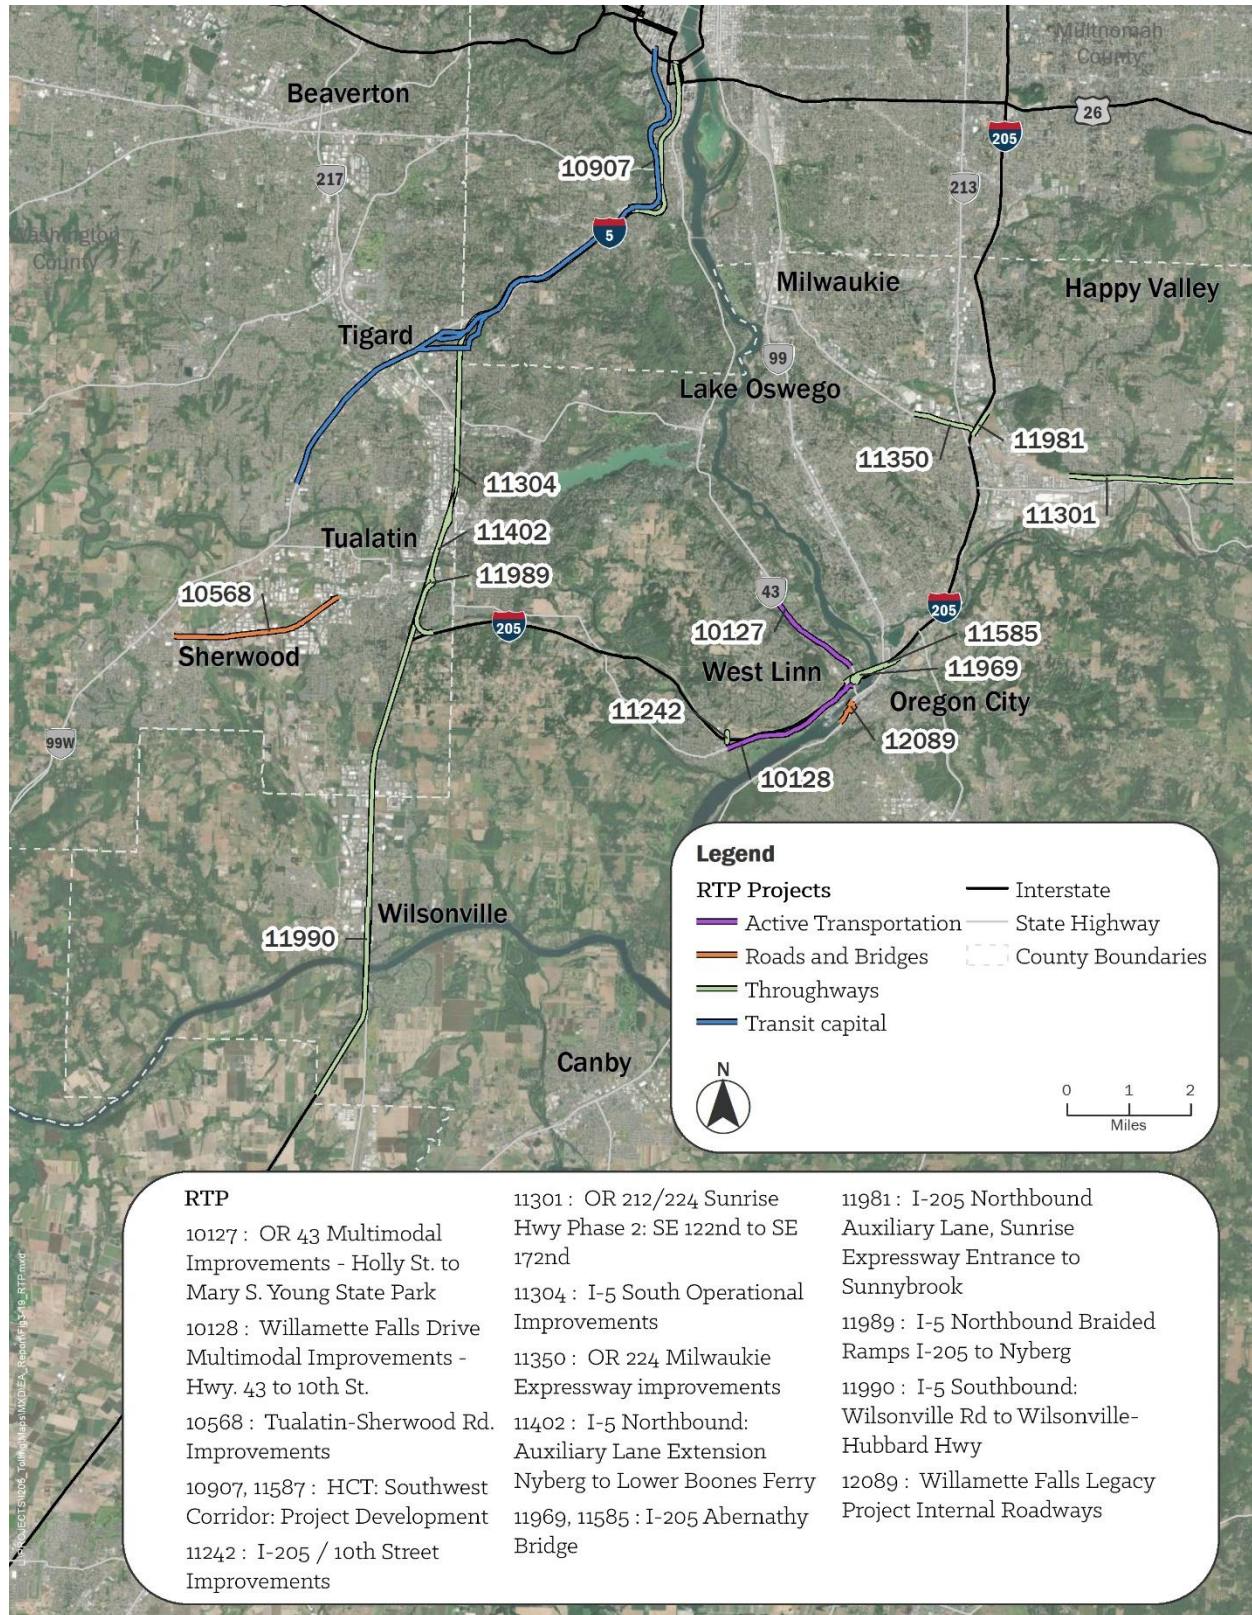 Multnomah
County
Beaverton
26
205
217
10907
213
5
Washington
County
Milwaukie
Happy Valley
Tigard
99
Lake Oswego
11981
11350
11304
11301
Tualatin
11402
11989
10568
43
205
205
10127
11585
Sherwood
West Linn
11969
11242
Oregon City
99W
12089
10128
Wilsonville
11990
Canby
Legend
RTP Projects
Active Transportation
Roads and Bridges
Throughways
Transit capital
Interstate
State Highway
County Boundaries
N
0 1 2
Miles
RTP
10127 : OR 43 Multimodal
Improvements - Holly St. to
Mary S. Young State Park
10128 : Willamette Falls Drive
Multimodal Improvements -
Hwy. 43 to 10th St.
10568 : Tualatin-Sherwood Rd.
Improvements
10907, 11587 : HCT: Southwest
Corridor: Project Development
11242 : I-205 / 10th Street
Improvements
11301 : OR 212/224 Sunrise
Hwy Phase 2: SE 122nd to SE
172nd
11304 : I-5 South Operational
Improvements
11350 : OR 224 Milwaukie
Expressway improvements
11402 : I-5 Northbound:
Auxiliary Lane Extension
Nyberg to Lower Boones Ferry
11969, 11585 : I-205 Abernathy
Bridge
11981 : I-205 Northbound
Auxiliary Lane, Sunrise
Expressway Entrance to
Sunnybrook
11989 : I-5 Northbound Braided
Ramps I-205 to Nyberg
11990 : I-5 Southbound:
Wilsonville Rd to Wilsonville-
Hubbard Hwy
12089 : Willamette Falls Legacy
Project Internal Roadways